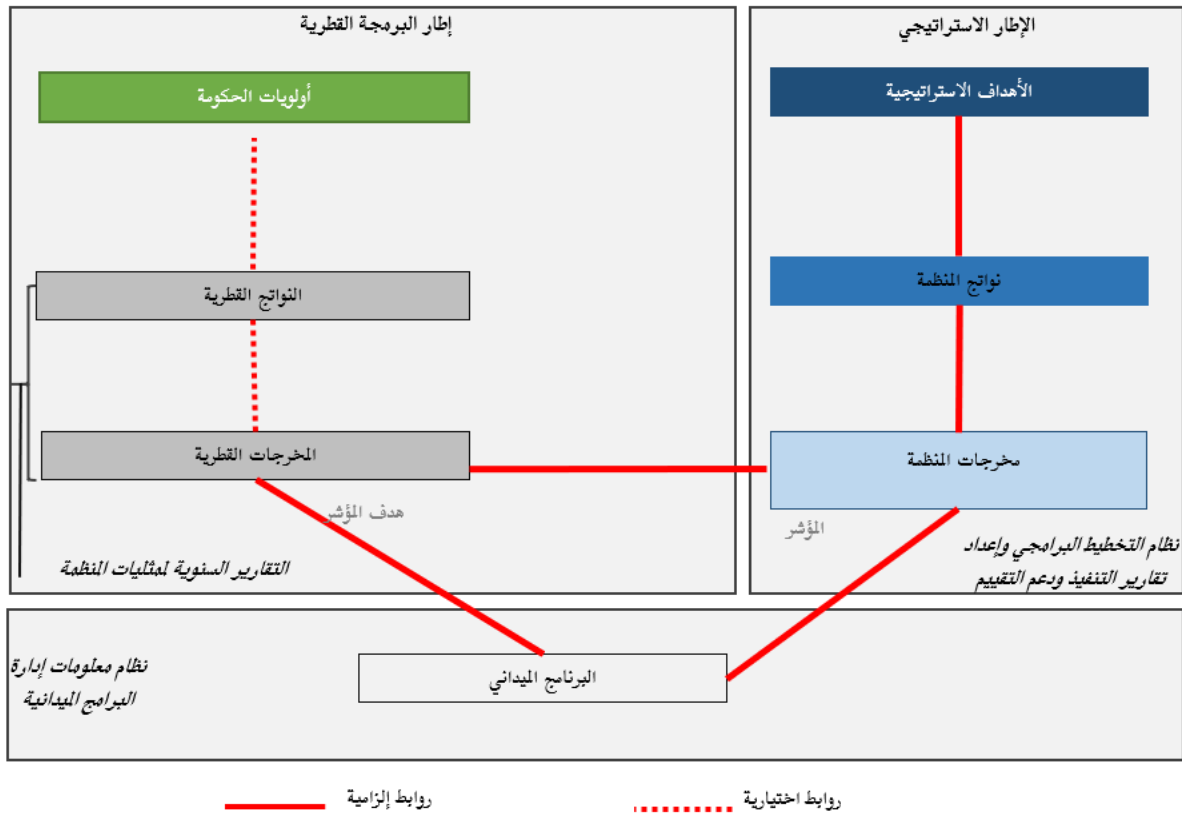 الإطار الاستراتيجي
إطار البرمجة القطرية
الأهداف الاستراتيجية
أولويات الحكومة
نواتج المنظمة
النواتج القطرية
مخرجات المنظمة
المخرجات القطرية
هدف المؤشر
المؤشر
نظام التخطيط البرامجي وإعداد
تقارير التنفيذ ودعم التقييم
التقارير السنوية لمثليات المنظمة
البرنامج الميداني
نظام معلومات إدارة
البرامج الميدانية
روابط اختيارية
روابط إلزامية